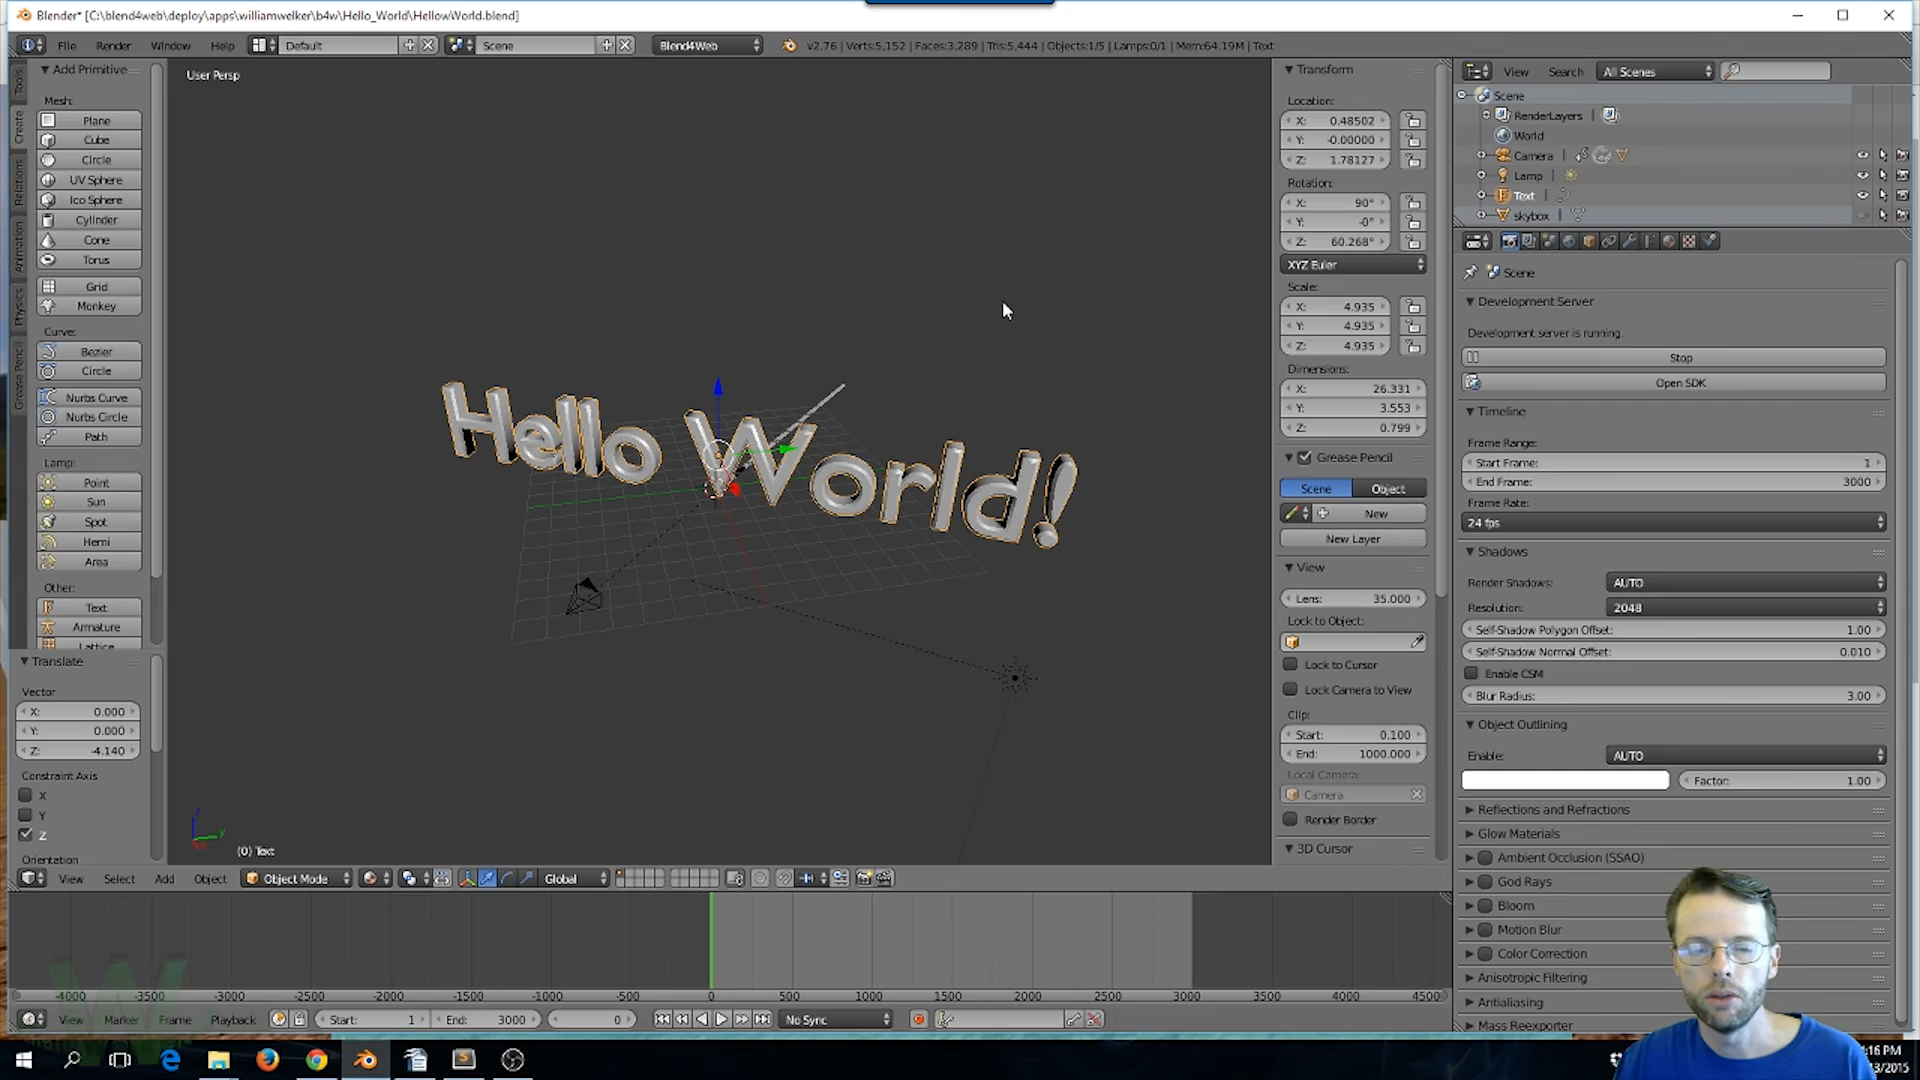 Blender* [C:\blend4web\deploy\apps\williamwelker\b4w\Hello_World\HellowWorld.blend]
File Render Window Help Default Scene Blend4Web v2.76 | Verts:5,152 | Faces:3,289 | Tris:5,444 | Objects:1/5 | Lamps:0/1 | Mem:64.19M | Text
Tools
Create
Relations
Animation
Physics
Grease Pencil
Add Primitive
Mesh:
Plane
Cube
Circle
UV Sphere
Ico Sphere
Cylinder
Cone
Torus
Grid
Monkey
Curve:
Bezier
Circle
Nurbs Curve
Nurbs Circle
Path
Lamp:
Point
Sun
Spot
Hemi
Area
Other:
Text
Armature
Lattice
Translate
Vector
X: 0.000
Y: 0.000
Z: -4.140
Constraint Axis
X
Y
Z
Orientation
User Persp
Hello World!
z
y
(0) Text
View Select Add Object Object Mode Global
Transform
Location:
X: 0.48502
Y: -0.00000
Z: 1.78127
Rotation:
X: 90°
Y: -0°
Z: 60.268°
XYZ Euler
Scale:
X: 4.935
Y: 4.935
Z: 4.935
Dimensions:
X: 26.331
Y: 3.553
Z: 0.799
Grease Pencil
Scene Object
New
New Layer
View
Lens: 35.000
Lock to Object:
Lock to Cursor
Lock Camera to View
Clip:
Start: 0.100
End: 1000.000
Local Camera:
Camera
Render Border
3D Cursor
View Search All Scenes
Scene
RenderLayers
World
Camera
Lamp
Text
skybox
Scene
Development Server
Development server is running.
Stop
Open SDK
Timeline
Frame Range:
Start Frame: 1
End Frame: 3000
Frame Rate:
24 fps
Shadows
Render Shadows: AUTO
Resolution: 2048
Self-Shadow Polygon Offset: 1.00
Self-Shadow Normal Offset: 0.010
Enable CSM
Blur Radius: 3.00
Object Outlining
Enable: AUTO
Factor: 1.00
Reflections and Refractions
Glow Materials
Ambient Occlusion (SSAO)
God Rays
Bloom
Motion Blur
Color Correction
Anisotropic Filtering
Antialiasing
Mass Reexporter
-4000 -3500 -3000 -2500 -2000 -1500 -1000 -500 0 500 1000 1500 2000 2500 3000 3500 4000 4500
View Marker Frame Playback Start: 1 End: 3000 0 No Sync
:16 PM
3/2015